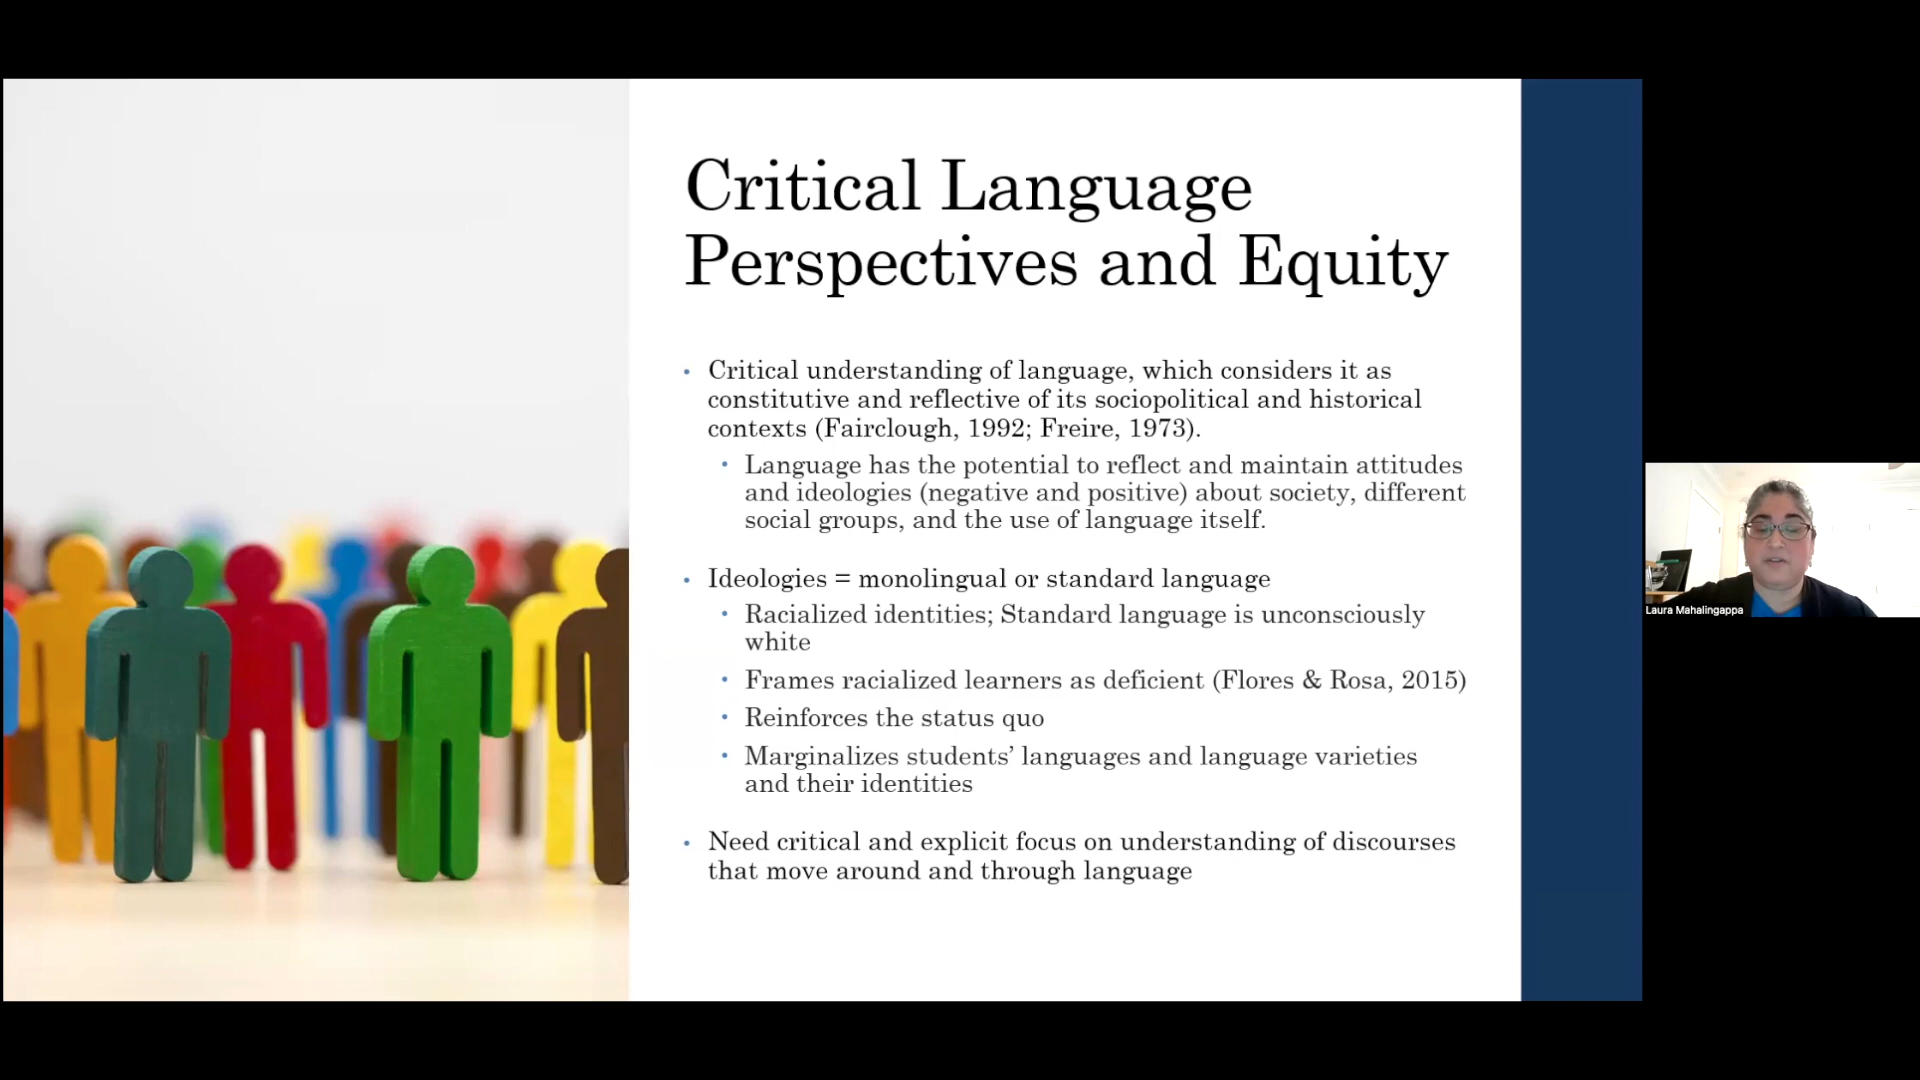 Critical Language
Perspectives and Equity
• Critical understanding of language, which considers it as
constitutive and reflective of its sociopolitical and historical
contexts (Fairclough, 1992; Freire, 1973).
• Language has the potential to reflect and maintain attitudes
and ideologies (negative and positive) about society, different
social groups, and the use of language itself.
• Ideologies = monolingual or standard language
• Racialized identities; Standard language is unconsciously
white
• Frames racialized learners as deficient (Flores & Rosa, 2015)
• Reinforces the status quo
• Marginalizes students’ languages and language varieties
and their identities
• Need critical and explicit focus on understanding of discourses
that move around and through language
Laura Mahalingappa